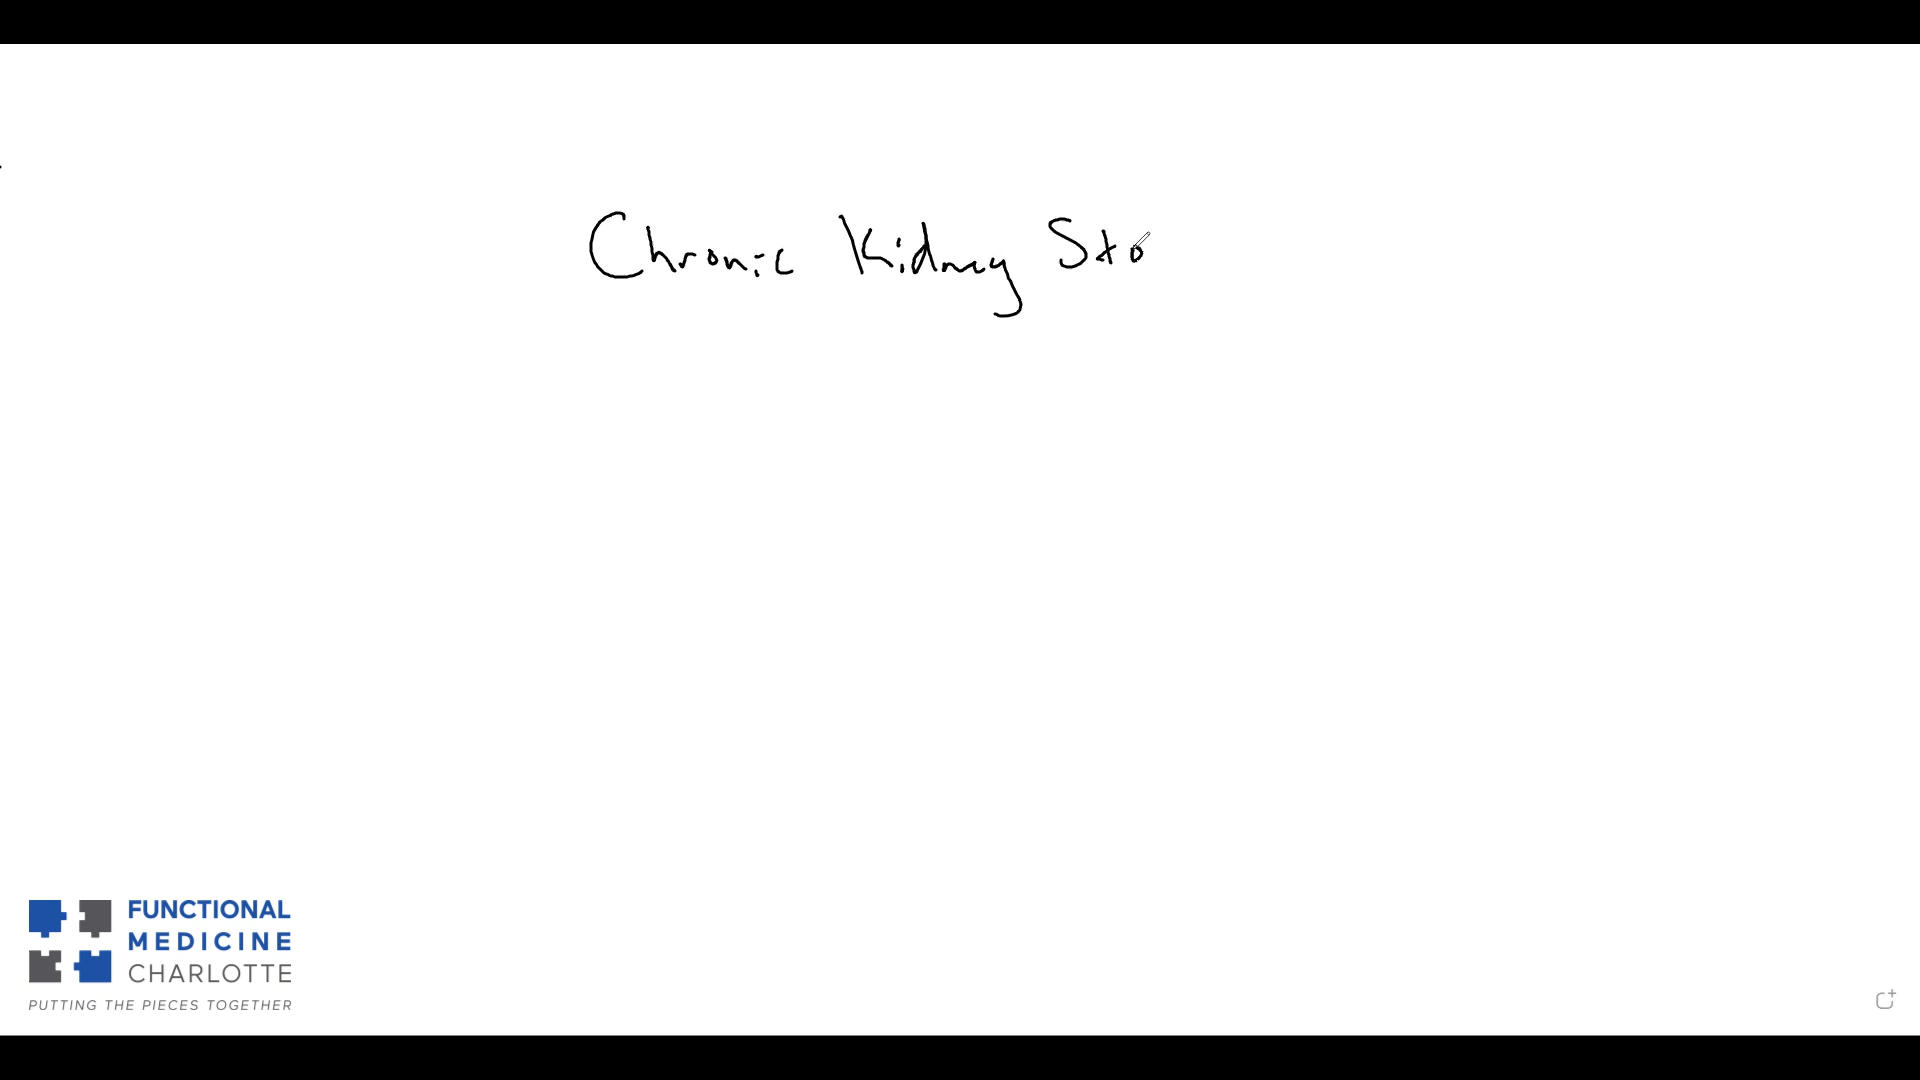 Chronic Kidney Sto
FUNCTIONAL
MEDICINE
CHARLOTTE
PUTTING THE PIECES TOGETHER